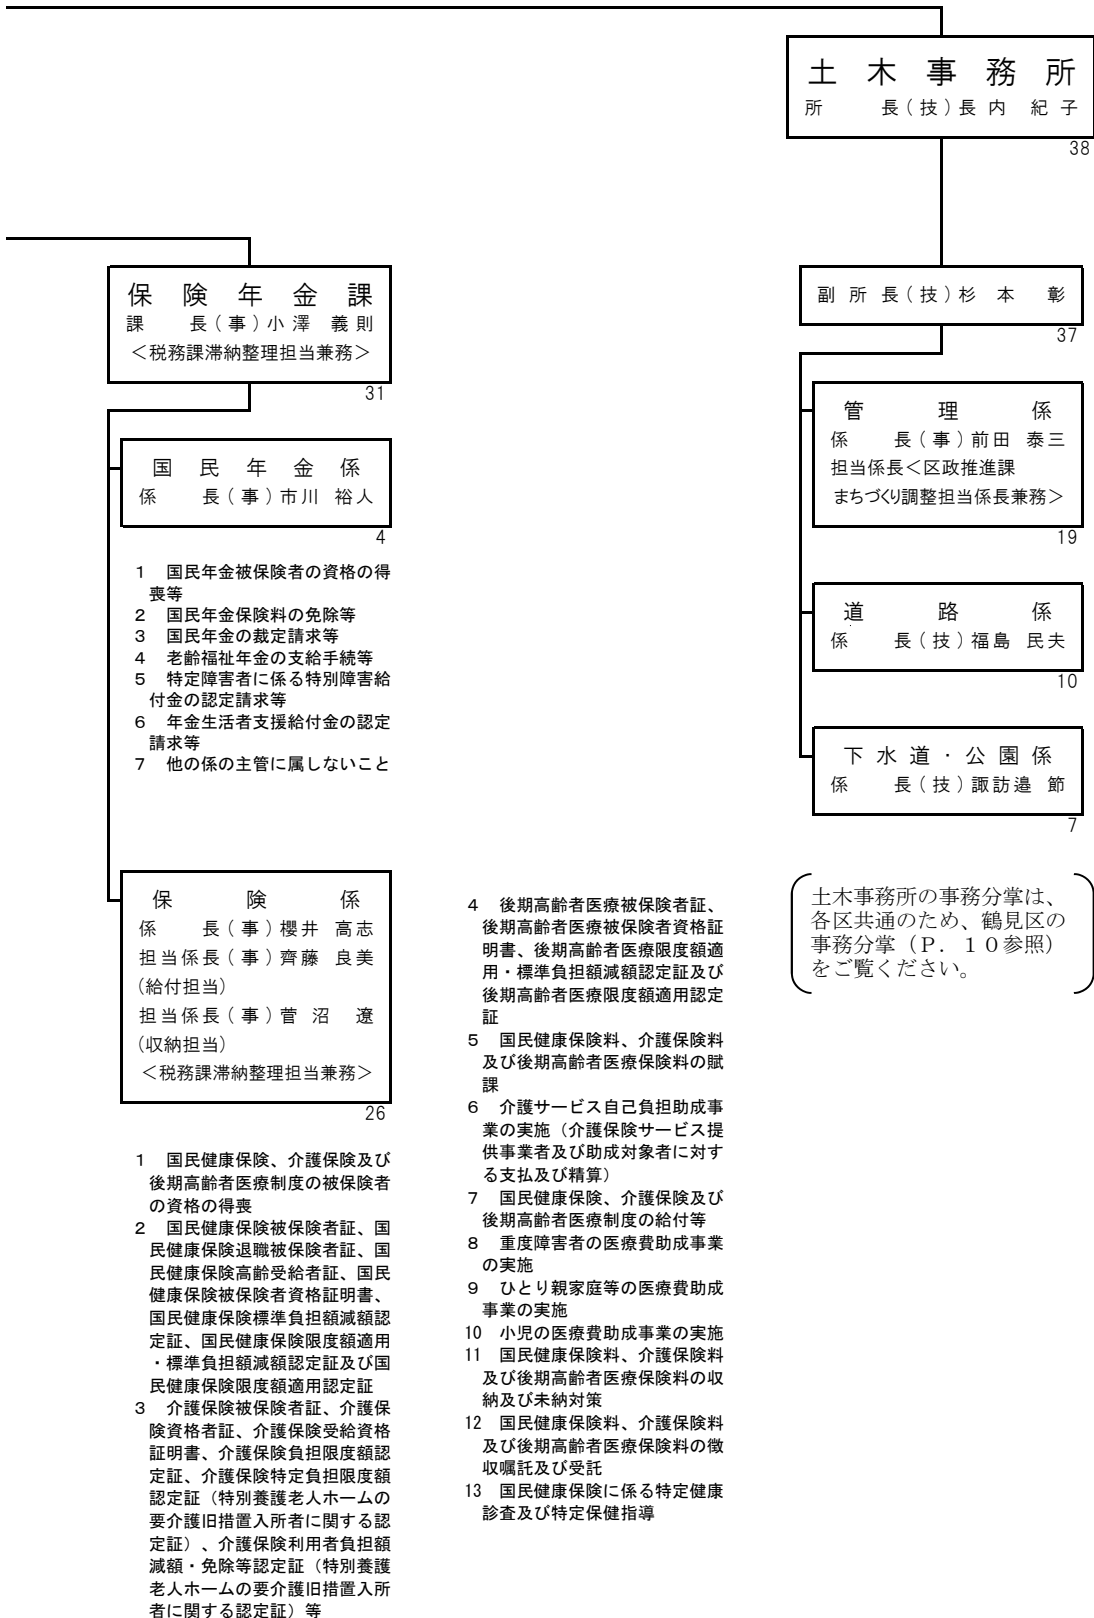 土木事務所
所　　長(技)長内　紀子
38
副所長(技)杉本　彰
37
管理係
係　　長(事)前田　泰三
担当係長＜区政推進課
まちづくり調整担当係長兼務＞
19
道路係
係　　長(技)福島　民夫
10
下水道・公園係
係　　長(技)諏訪邉　節
7
土木事務所の事務分掌は、
各区共通のため、鶴見区の
事務分掌（P．１０参照）
をご覧ください。
保険年金課
課　　長(事)小澤　義則
＜税務課滞納整理担当兼務＞
31
国民年金係
係　　長(事)市川　裕人
4
1　国民年金被保険者の資格の得
喪等
2　国民年金保険料の免除等
3　国民年金の裁定請求等
4　老齢福祉年金の支給手続等
5　特定障害者に係る特別障害給
付金の認定請求等
6　年金生活者支援給付金の認定
請求等
7　他の係の主管に属しないこと
保険係
係　　長(事)櫻井　高志
担当係長(事)齊藤　良美
(給付担当)
担当係長(事)菅沼　遼
(収納担当)
＜税務課滞納整理担当兼務＞
26
1　国民健康保険、介護保険及び
後期高齢者医療制度の被保険者
の資格の得喪
2　国民健康保険被保険者証、国
民健康保険退職被保険者証、国
民健康保険高齢受給者証、国民
健康保険被保険者資格証明書、
国民健康保険標準負担額減額認
定証、国民健康保険限度額適用
・標準負担額減額認定証及び国
民健康保険限度額適用認定証
3　介護保険被保険者証、介護保
険資格者証、介護保険受給資格
証明書、介護保険負担限度額認
定証、介護保険特定負担限度額
認定証（特別養護老人ホームの
要介護旧措置入所者に関する認
定証）、介護保険利用者負担額
減額・免除等認定証（特別養護
老人ホームの要介護旧措置入所
者に関する認定証）等
4　後期高齢者医療被保険者証、
後期高齢者医療被保険者資格証
明書、後期高齢者医療限度額適
用・標準負担額減額認定証及び
後期高齢者医療限度額適用認定
証
5　国民健康保険料、介護保険料
及び後期高齢者医療保険料の賦
課
6　介護サービス自己負担助成事
業の実施（介護保険サービス提
供事業者及び助成対象者に対す
る支払及び精算）
7　国民健康保険、介護保険及び
後期高齢者医療制度の給付等
8　重度障害者の医療費助成事業
の実施
9　ひとり親家庭等の医療費助成
事業の実施
10　小児の医療費助成事業の実施
11　国民健康保険料、介護保険料
及び後期高齢者医療保険料の収
納及び未納対策
12　国民健康保険料、介護保険料
及び後期高齢者医療保険料の徴
収嘱託及び受託
13　国民健康保険に係る特定健康
診査及び特定保健指導